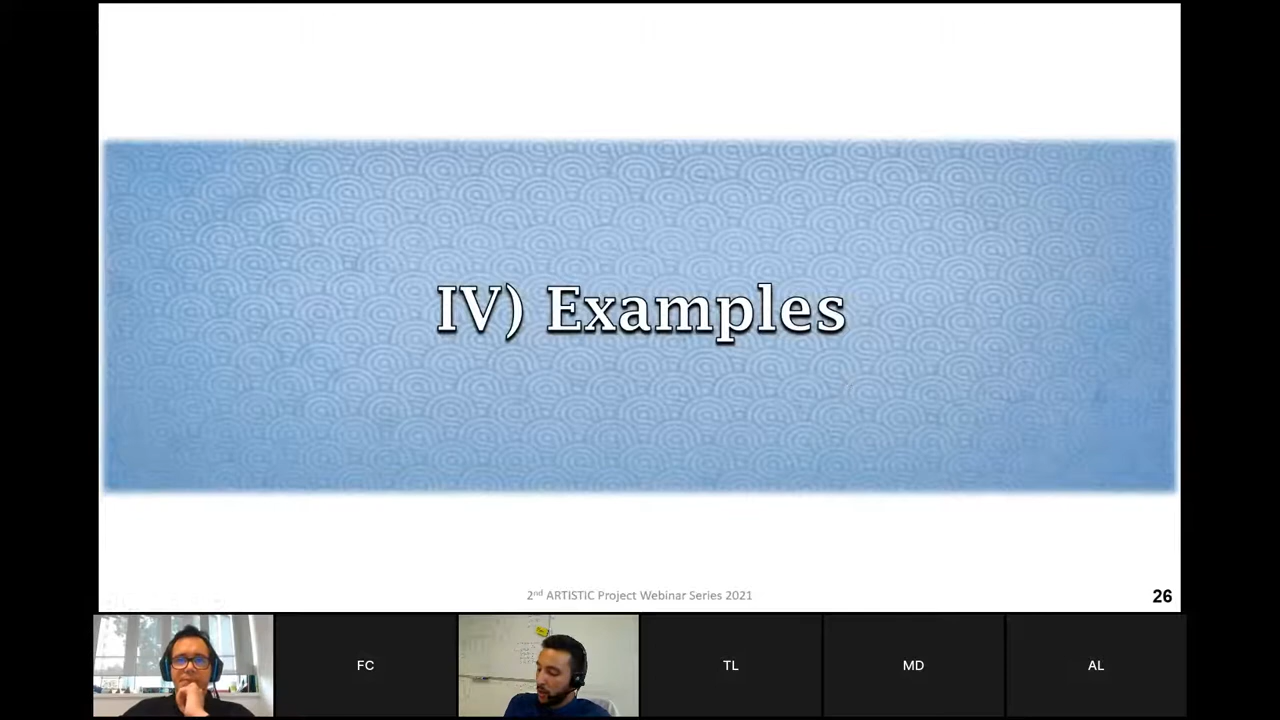 IV) Examples
2nd ARTISTIC Project Webinar Series 2021
26
FC
TL
MD
AL